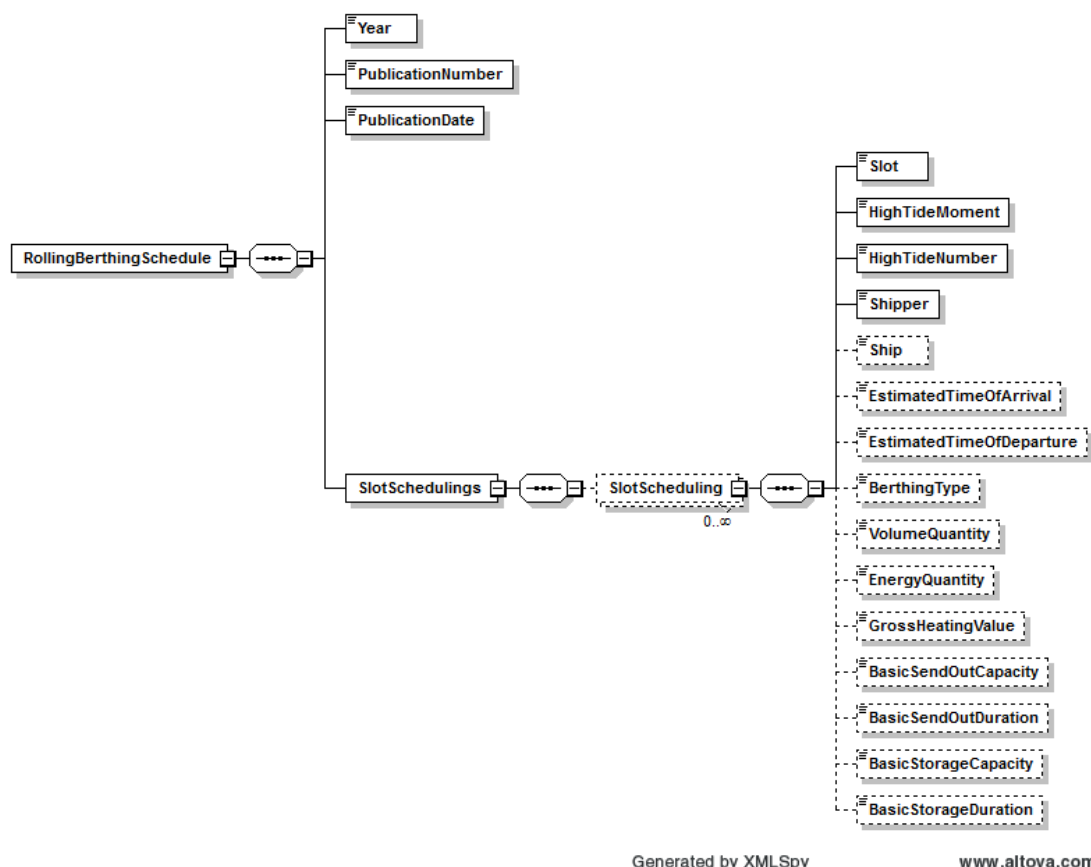 Year
PublicationNumber
PublicationDate
Slot
HighTideMoment
RollingBerthingSchedule
HighTideNumber
Shipper
Ship
EstimatedTimeOfArrival
EstimatedTimeOfDeparture
SlotSchedulings
SlotScheduling
BerthingType
0..∞
VolumeQuantity
EnergyQuantity
GrossHeatingValue
BasicSendOutCapacity
BasicSendOutDuration
BasicStorageCapacity
BasicStorageDuration
Generated by XMLSpy
www.altova.com